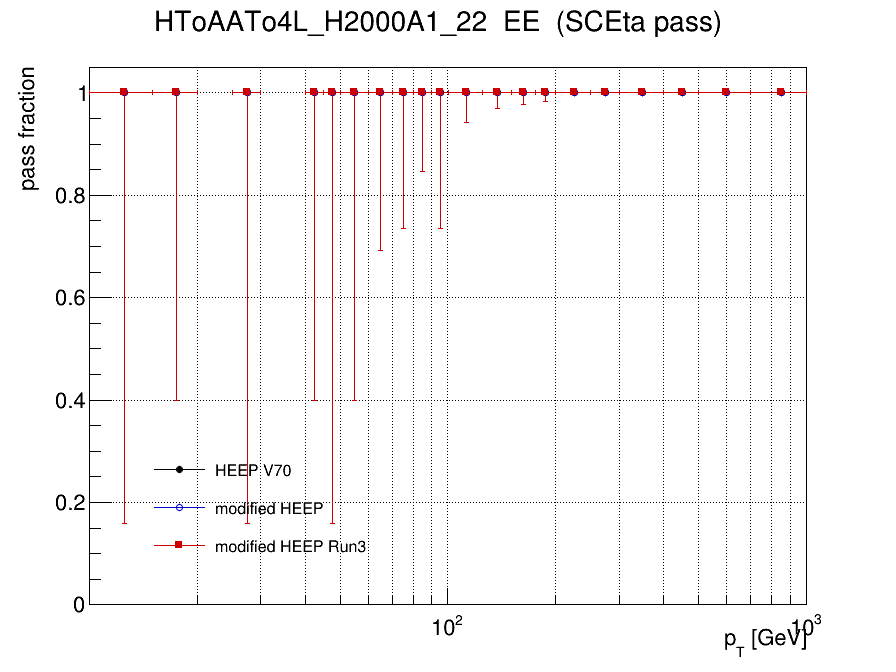 HToAATo4L_H2000A1_22 EE (SCEta pass)
pass fraction
1
0.8
0.6
0.4
0.2
0
HEEP V70
modified HEEP
modified HEEP Run3
10²
10³
p_T [GeV]